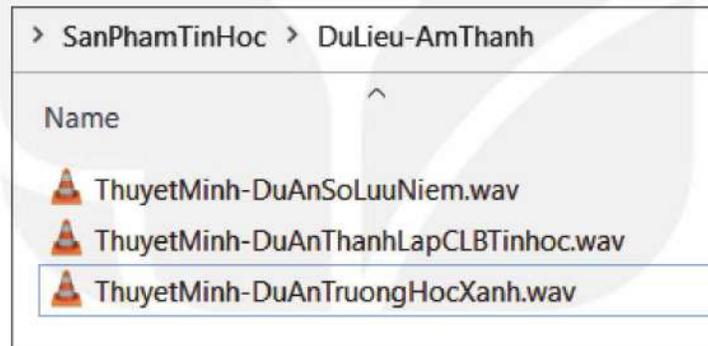 > SanPhamTinHoc > DuLieu-AmThanh
Name
ThuyetMinh-DuAnSoLuuNiem.wav
ThuyetMinh-DuAnThanhLapCLBTinhoc.wav
ThuyetMinh-DuAnTruongHocXanh.wav